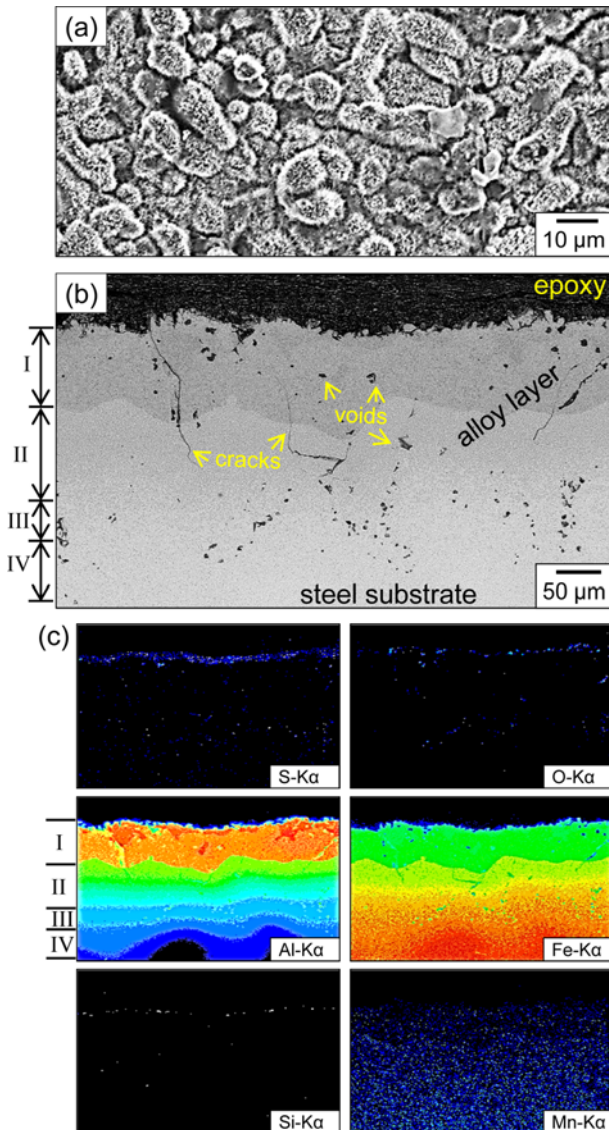 (a)
10 μm
(b)
epoxy
I
voids
alloy layer
II
cracks
III
IV
steel substrate
50 μm
(c)
S-Kα
O-Kα
I
II
III
IV
Al-Kα
Fe-Kα
Si-Kα
Mn-Kα